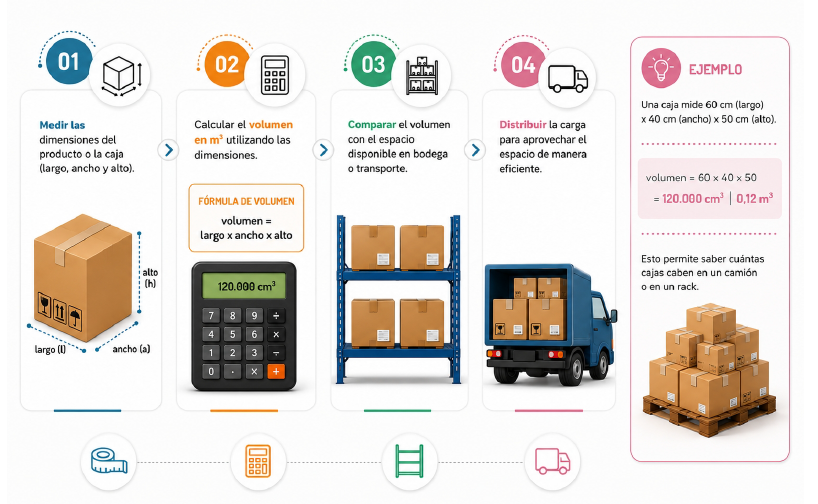 01
Medir las
dimensiones del
producto o la caja
(largo, ancho y alto).
alto
(h)
largo (l)
ancho (a)
02
Calcular el volumen
en m³ utilizando las
dimensiones.
FÓRMULA DE VOLUMEN
volumen =
largo x ancho x alto
120.000 cm³
7 8 9 ÷
4 5 6 ×
1 2 3 −
0 . × +
03
Comparar el volumen
con el espacio
disponible en bodega
o transporte.
04
Distribuir la carga
para aprovechar el
espacio de manera
eficiente.
EJEMPLO
Una caja mide 60 cm (largo)
x 40 cm (ancho) x 50 cm (alto).
volumen = 60 x 40 x 50
= 120.000 cm³ | 0,12 m³
Esto permite saber cuántas
cajas caben en un camión
o en un rack.